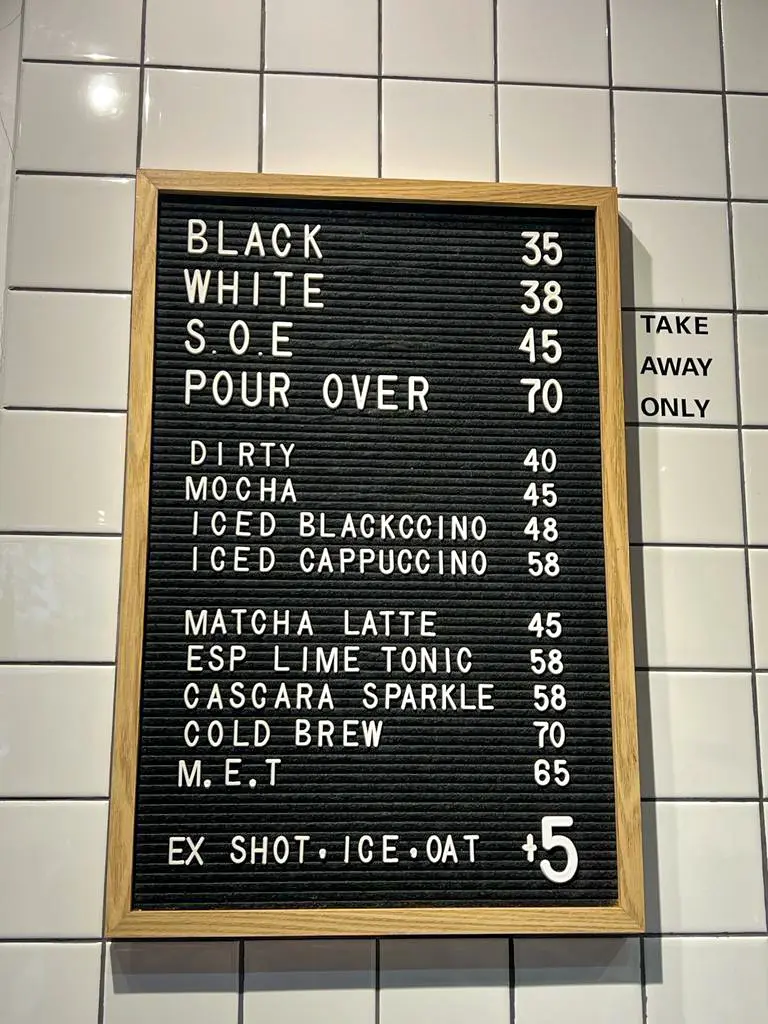 BLACK 35
WHITE 38
S.O.E 45
POUR OVER 70
DIRTY 40
MOCHA 45
ICED BLACKCCINO 48
ICED CAPPUCCINO 58
MATCHA LATTE 45
ESP LIME TONIC 58
CASCARA SPARKLE 58
COLD BREW 70
M.E.T 65
EX SHOT·ICE·OAT +5
TAKE
AWAY
ONLY